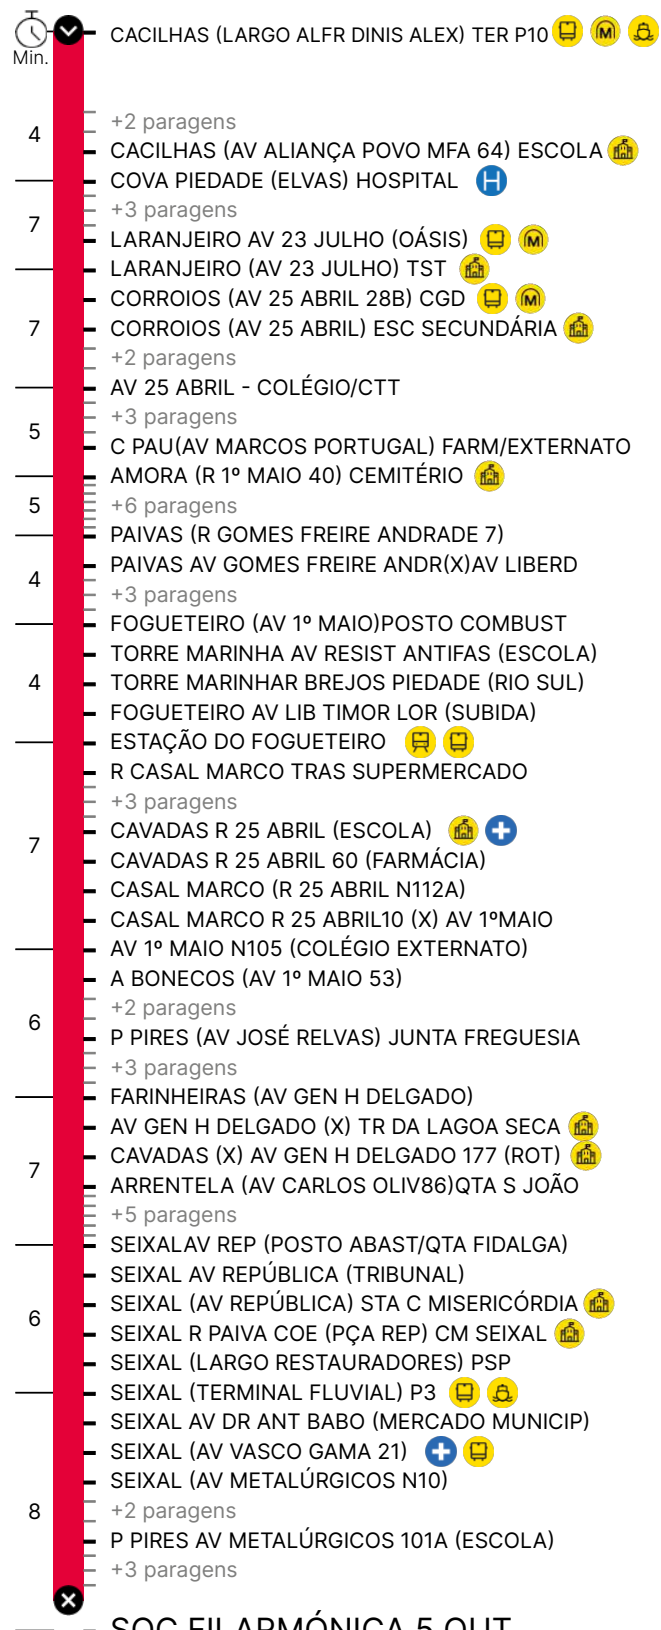 CACILHAS (LARGO ALFR DINIS ALEX) TER P10
Min.
+2 paragens
4
CACILHAS (AV ALIANÇA POVO MFA 64) ESCOLA
COVA PIEDADE (ELVAS) HOSPITAL H
+3 paragens
7
LARANJEIRO AV 23 JULHO (OÁSIS) M
LARANJEIRO (AV 23 JULHO) TST
CORROIOS (AV 25 ABRIL 28B) CGD M
7
CORROIOS (AV 25 ABRIL) ESC SECUNDÁRIA
+2 paragens
AV 25 ABRIL - COLÉGIO/CTT
+3 paragens
5
C PAU(AV MARCOS PORTUGAL) FARM/EXTERNATO
AMORA (R 1º MAIO 40) CEMITÉRIO
5
+6 paragens
PAIVAS (R GOMES FREIRE ANDRADE 7)
PAIVAS AV GOMES FREIRE ANDR(X)AV LIBERD
4
+3 paragens
FOGUETEIRO (AV 1º MAIO)POSTO COMBUST
TORRE MARINHA AV RESIST ANTIFAS (ESCOLA)
4
TORRE MARINHAR BREJOS PIEDADE (RIO SUL)
FOGUETEIRO AV LIB TIMOR LOR (SUBIDA)
ESTAÇÃO DO FOGUETEIRO
R CASAL MARCO TRAS SUPERMERCADO
+3 paragens
CAVADAS R 25 ABRIL (ESCOLA)
7
CAVADAS R 25 ABRIL 60 (FARMÁCIA)
CASAL MARCO (R 25 ABRIL N112A)
CASAL MARCO R 25 ABRIL10 (X) AV 1ºMAIO
AV 1º MAIO N105 (COLÉGIO EXTERNATO)
A BONECOS (AV 1º MAIO 53)
+2 paragens
6
P PIRES (AV JOSÉ RELVAS) JUNTA FREGUESIA
+3 paragens
FARINHEIRAS (AV GEN H DELGADO)
AV GEN H DELGADO (X) TR DA LAGOA SECA
CAVADAS (X) AV GEN H DELGADO 177 (ROT)
7
ARRENTELA (AV CARLOS OLIV86)QTA S JOÃO
+5 paragens
SEIXALAV REP (POSTO ABAST/QTA FIDALGA)
SEIXAL AV REPÚBLICA (TRIBUNAL)
SEIXAL (AV REPÚBLICA) STA C MISERICÓRDIA
6
SEIXAL R PAIVA COE (PÇA REP) CM SEIXAL
SEIXAL (LARGO RESTAURADORES) PSP
SEIXAL (TERMINAL FLUVIAL) P3
SEIXAL AV DR ANT BABO (MERCADO MUNICIP)
SEIXAL (AV VASCO GAMA 21)
SEIXAL (AV METALÚRGICOS N10)
8
+2 paragens
P PIRES AV METALÚRGICOS 101A (ESCOLA)
+3 paragens
SOC FILARMÓNICA 5 OUT